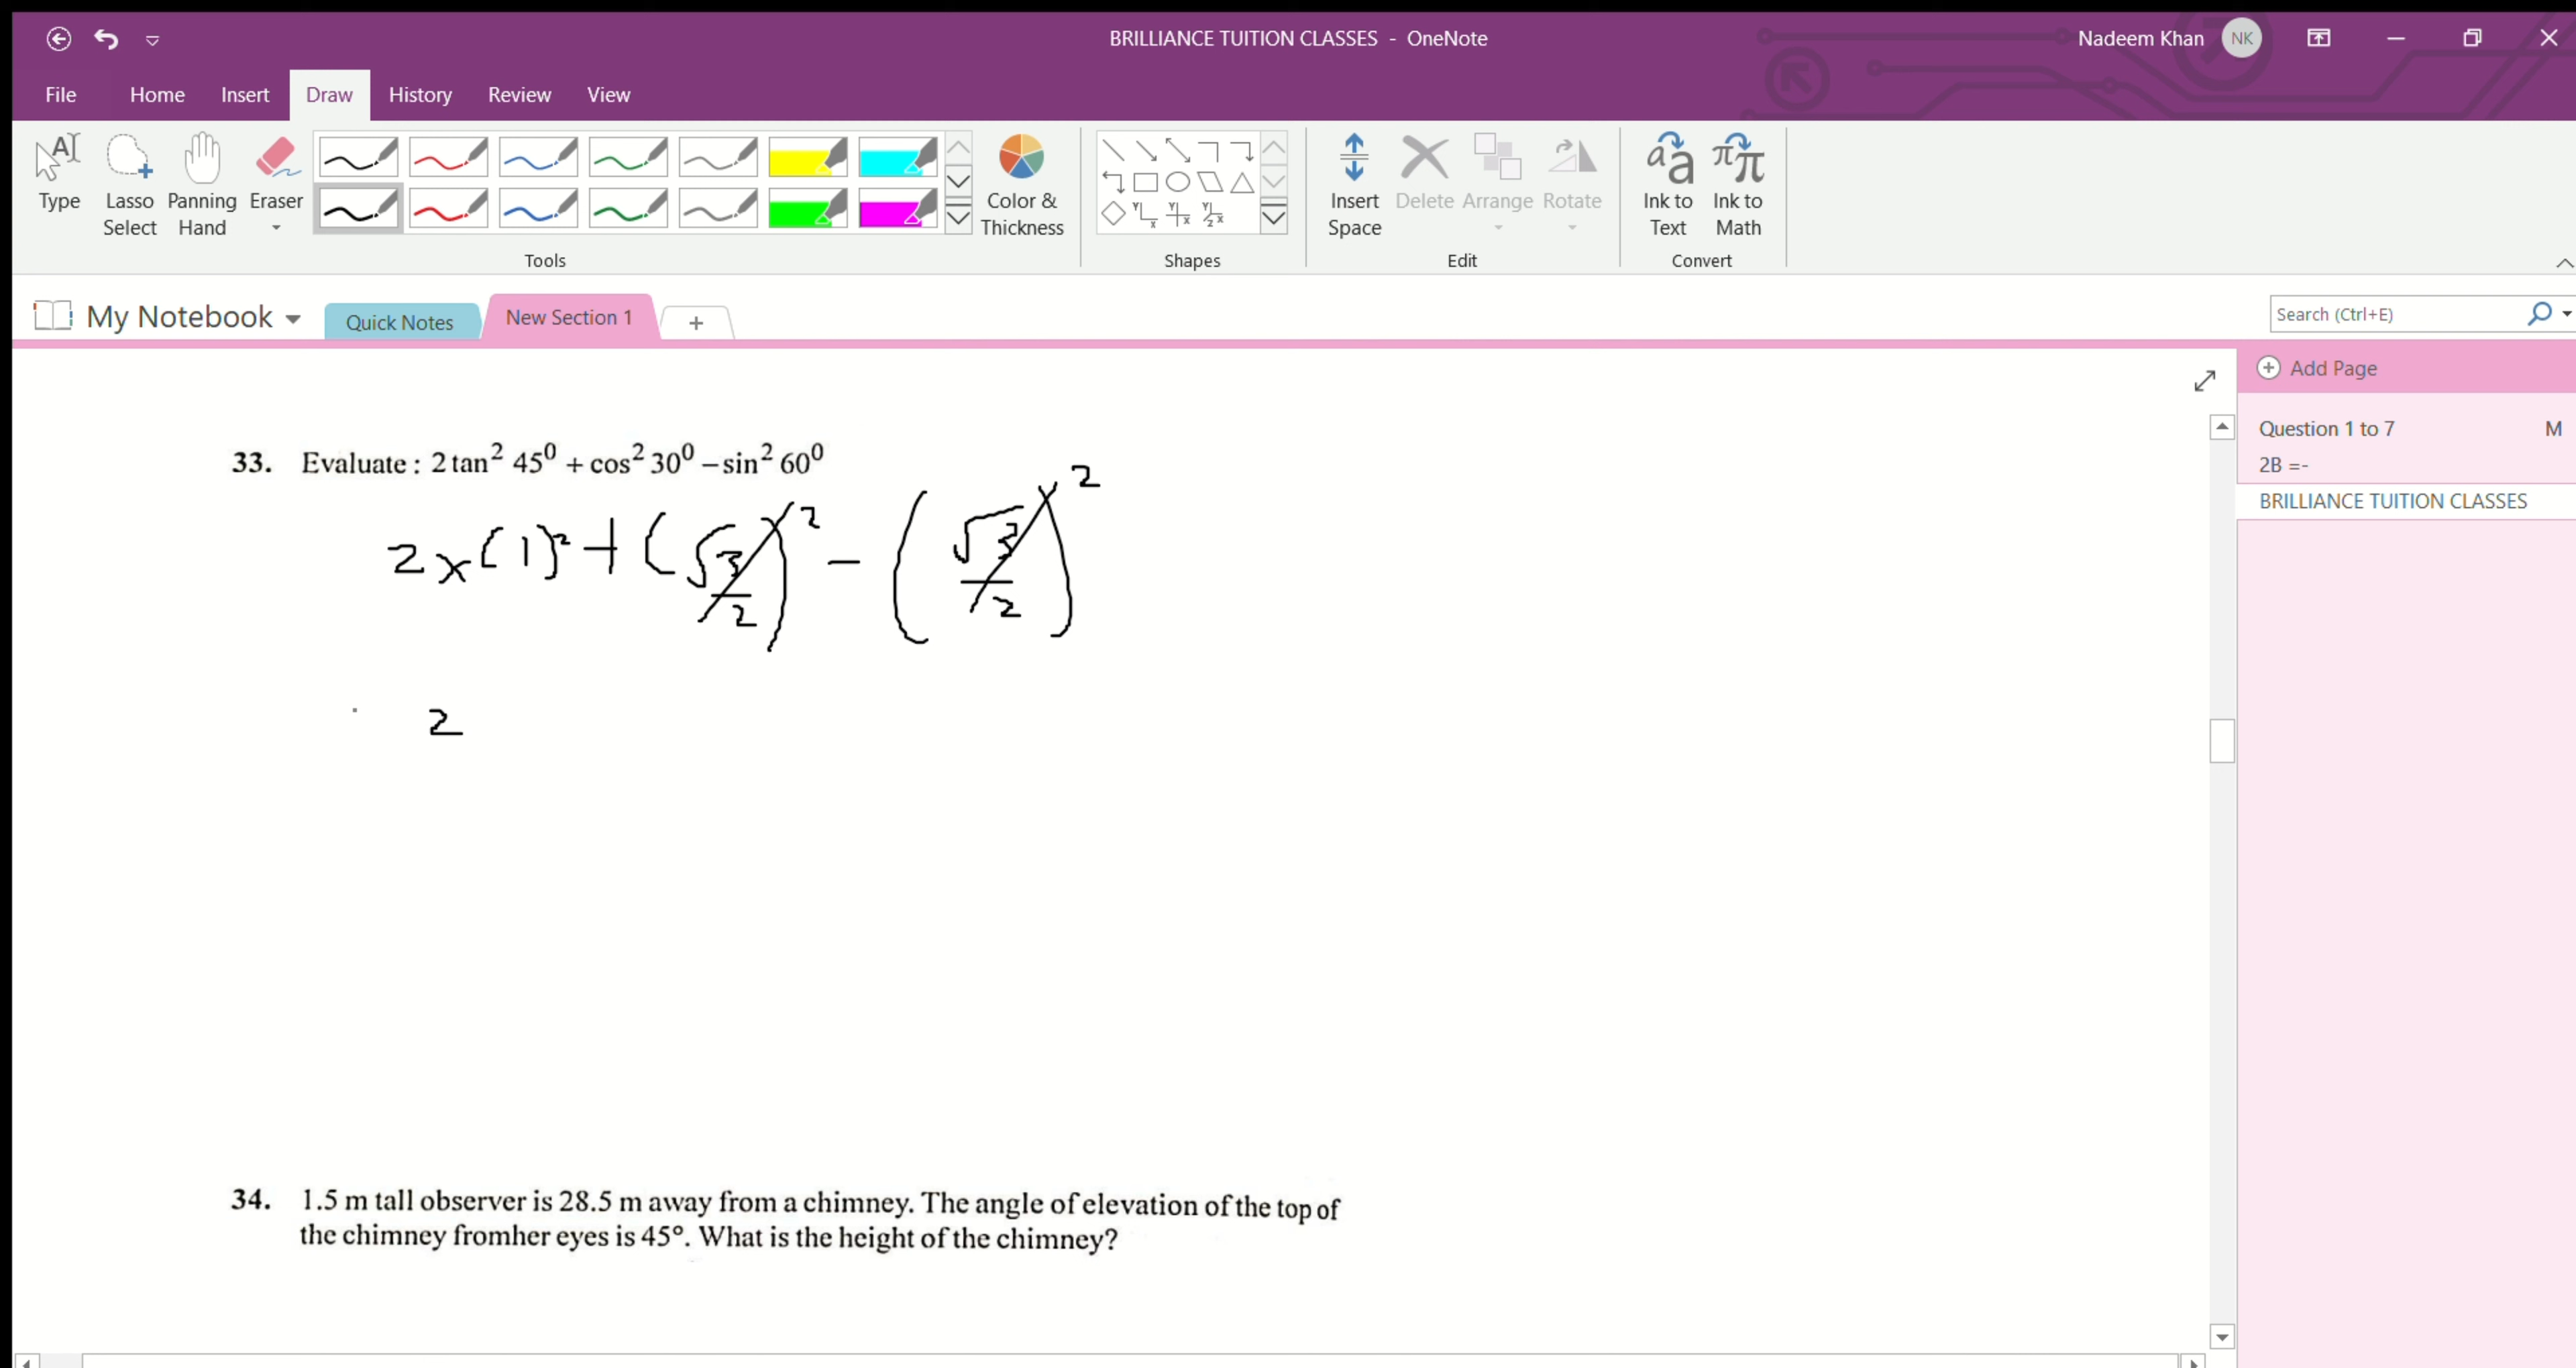 BRILLIANCE TUITION CLASSES - OneNote
Nadeem Khan NK
File Home Insert Draw History Review View
Type
Lasso Select
Panning Hand
Eraser
Color & Thickness
Insert Space
Delete
Arrange
Rotate
Ink to Text
Ink to Math
Tools
Shapes
Edit
Convert
My Notebook
Quick Notes
New Section 1
+
Search (Ctrl+E)
Add Page
Question 1 to 7 M
2B =-
BRILLIANCE TUITION CLASSES
33. Evaluate : 2 tan² 45⁰ + cos² 30⁰ – sin² 60⁰
2 x (1)² + (√3/2)² - (√3/2)²
2
34. 1.5 m tall observer is 28.5 m away from a chimney. The angle of elevation of the top of
the chimney fromher eyes is 45°. What is the height of the chimney?